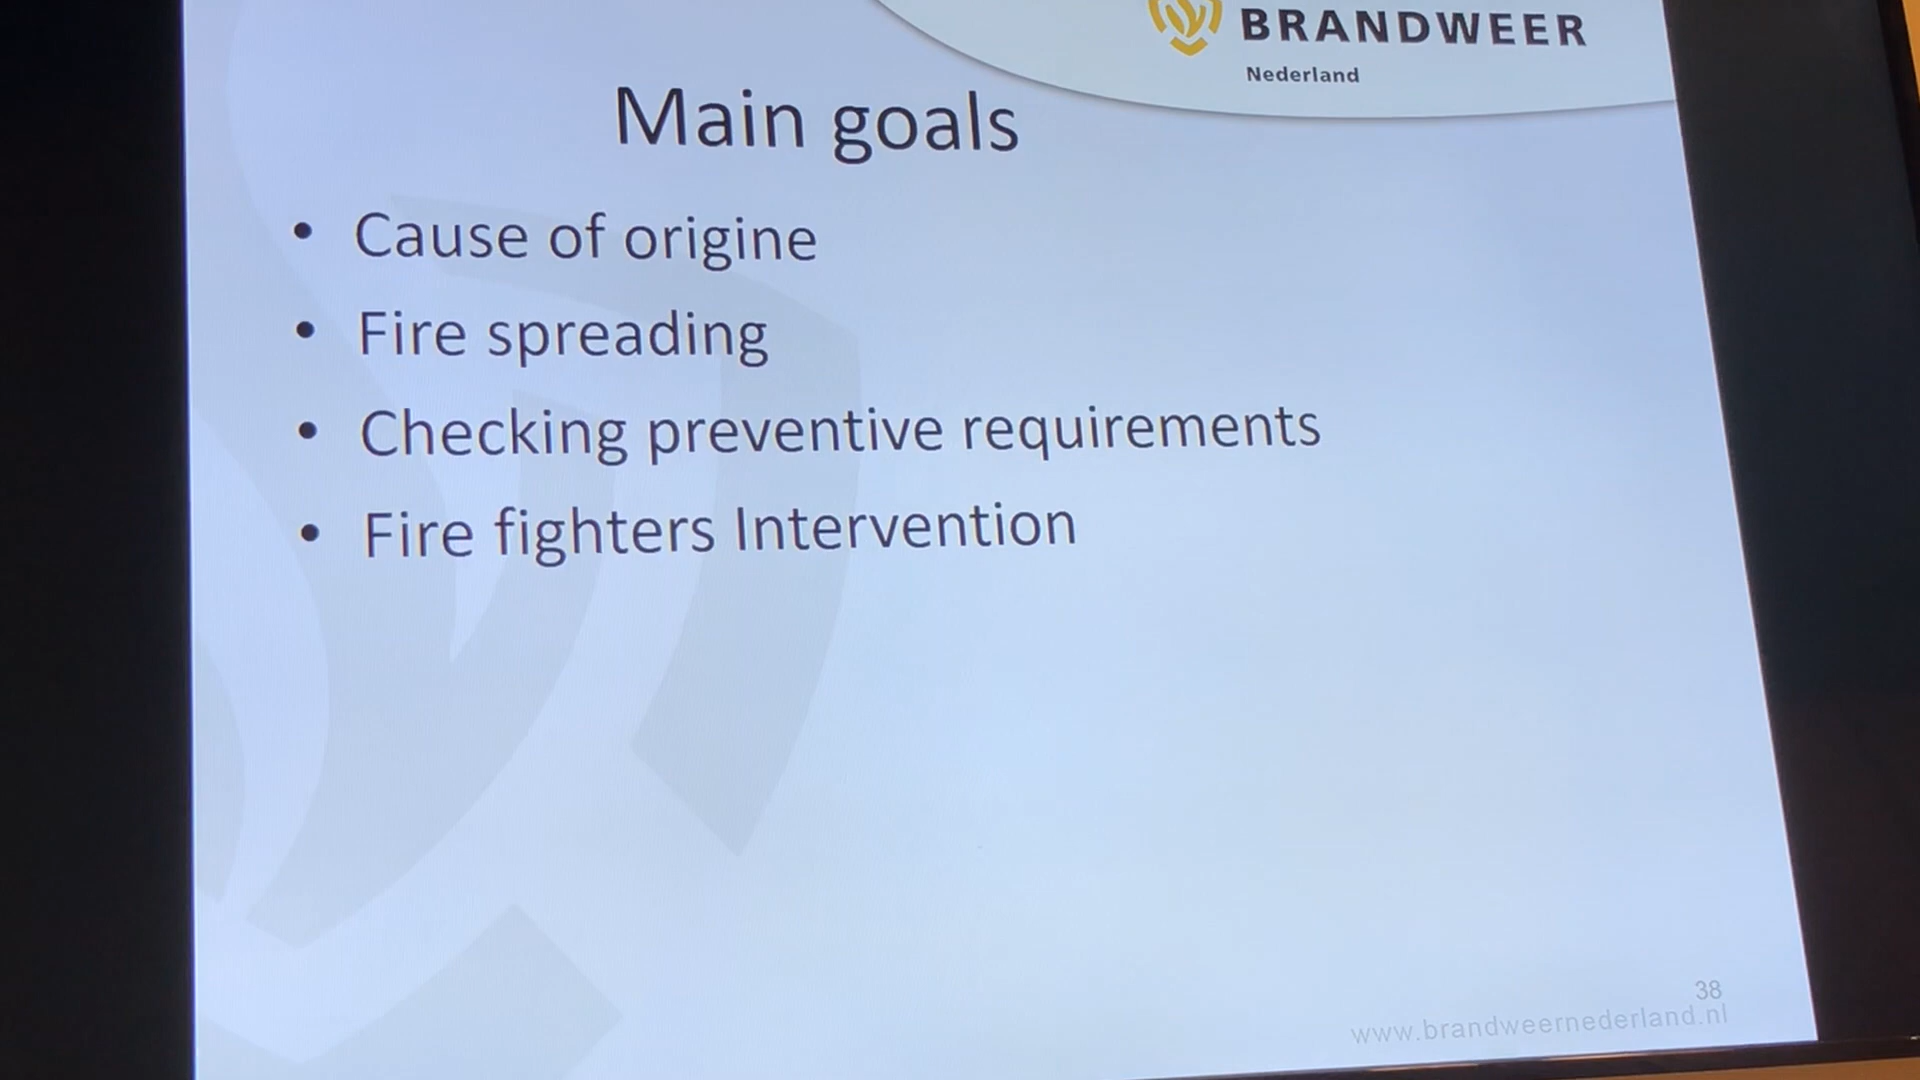 BRANDWEER
Nederland
Main goals
• Cause of origine
• Fire spreading
• Checking preventive requirements
• Fire fighters Intervention
38
www.brandweernederland.nl